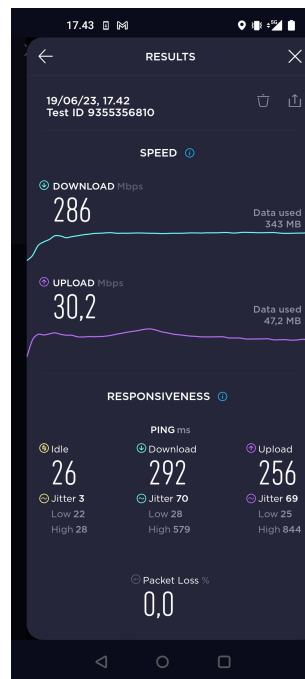 17.43
5G
RESULTS
19/06/23, 17.42
Test ID 9355356810
SPEED
DOWNLOAD Mbps
286
Data used
343 MB
UPLOAD Mbps
30,2
Data used
47,2 MB
RESPONSIVENESS
PING ms
Idle Download Upload
26 292 256
Jitter 3 Jitter 70 Jitter 69
Low 22 Low 28 Low 25
High 28 High 579 High 844
Packet Loss %
0,0